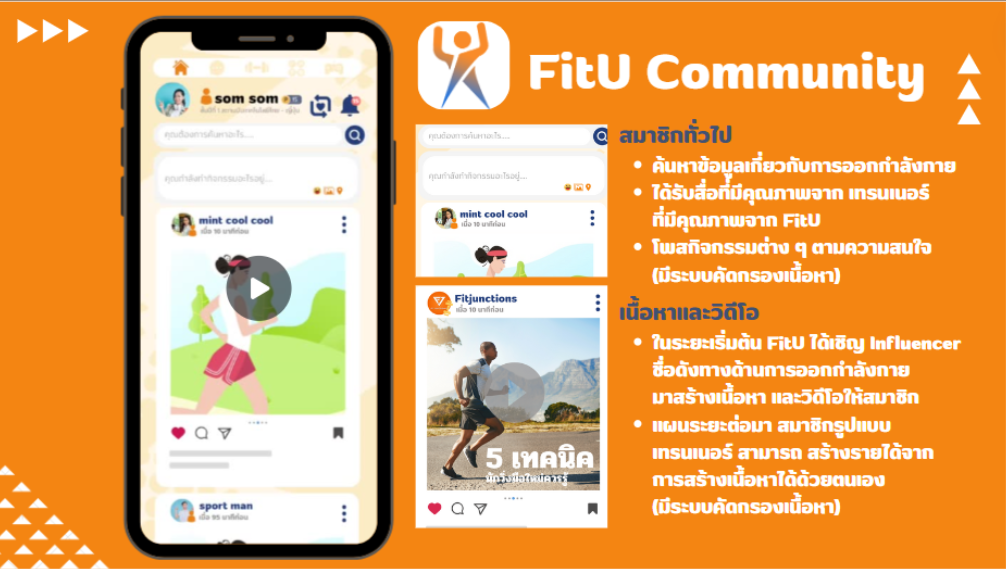 FitU Community
som som
คุณต้องการค้นหาอะไร....
คุณกำลังทำกิจกรรมอะไรอยู่...
mint cool cool
เมื่อ 10 นาทีก่อน
sport man
เมื่อ 95 นาทีก่อน
คุณต้องการค้นหาอะไร....
คุณกำลังทำกิจกรรมอะไรอยู่...
mint cool cool
เมื่อ 10 นาทีก่อน
Fitjunctions
เมื่อ 10 นาทีก่อน
5 เทคนิค
นักวิ่งมือใหม่ควรรู้
สมาชิกทั่วไป
• ค้นหาข้อมูลเกี่ยวกับการออกกำลังกาย
• ได้รับสื่อที่มีคุณภาพจาก เทรนเนอร์
ที่มีคุณภาพจาก FitU
• โพสกิจกรรมต่าง ๆ ตามความสนใจ
(มีระบบคัดกรองเนื้อหา)
เนื้อหาและวิดีโอ
• ในระยะเริ่มต้น FitU ได้เชิญ Influencer
ชื่อดังทางด้านการออกกำลังกาย
มาสร้างเนื้อหา และวิดีโอให้สมาชิก
• แผนระยะต่อมา สมาชิกรูปแบบ
เทรนเนอร์ สามารถ สร้างรายได้จาก
การสร้างเนื้อหาได้ด้วยตนเอง
(มีระบบคัดกรองเนื้อหา)